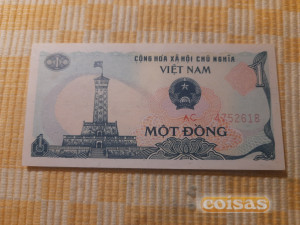 CỘNG HÒA XÃ HỘI CHỦ NGHĨA
VIỆT NAM
1
AC 4752618
MỘT ĐỒNG
coisas